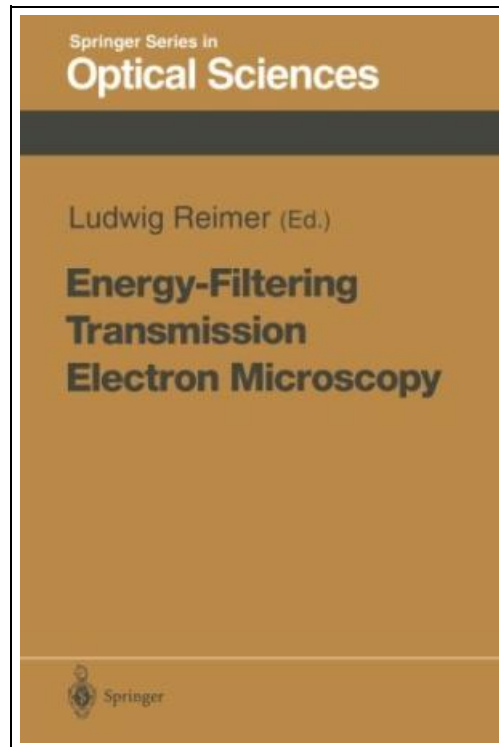 Springer Series in
Optical Sciences
Ludwig Reimer (Ed.)
Energy-Filtering
Transmission
Electron Microscopy
Springer